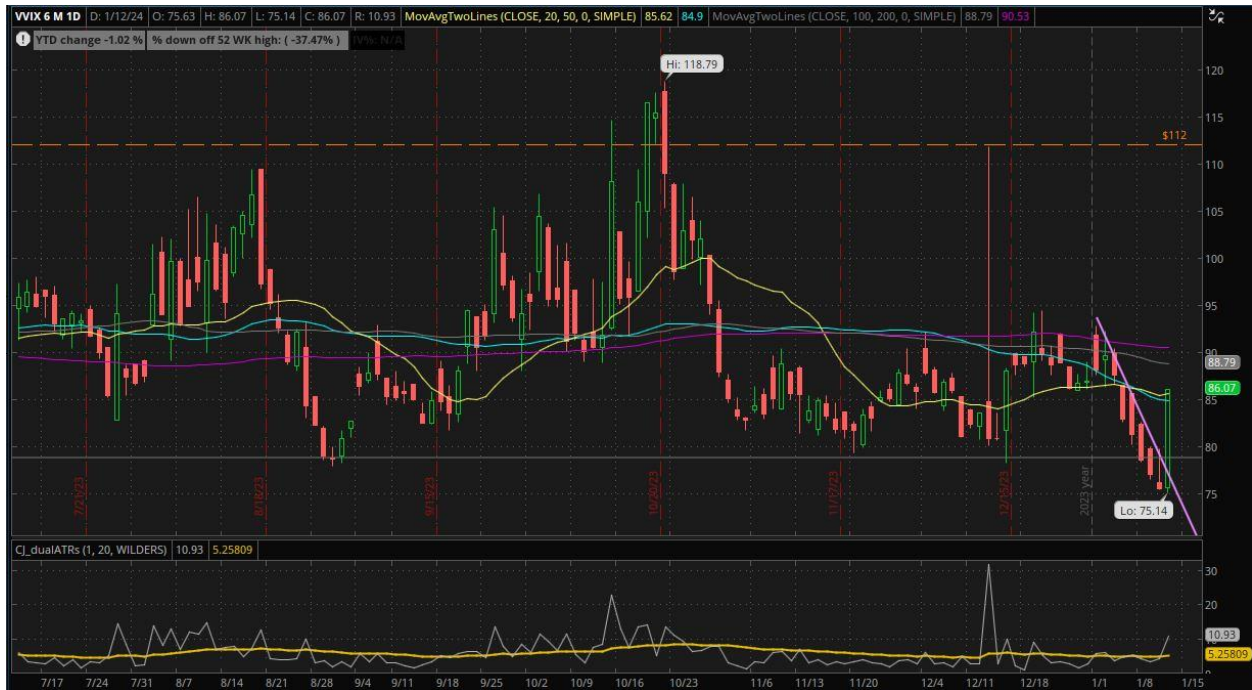 VVIX 6 M 1D D: 1/12/24 O: 75.63 H: 86.07 L: 75.14 C: 86.07 R: 10.93 MovAvgTwoLines (CLOSE, 20, 50, 0, SIMPLE) 85.62 84.9 MovAvgTwoLines (CLOSE, 100, 200, 0, SIMPLE) 88.79 90.53
YTD change -1.02 % % down off 52 WK high: ( -37.47% ) IV%: N/A
Hi: 118.79
120
115
$112
110
105
100
95
90
88.79
86.07
85
80
75
7/21/23 8/18/23 9/15/23 10/20/23 11/17/23 12/15/23 2023 year
Lo: 75.14
CJ_dualATRs (1, 20, WILDERS) 10.93 5.25809
30
20
10.93
5.25809
7/17 7/24 7/31 8/7 8/14 8/21 8/28 9/4 9/11 9/18 9/25 10/2 10/9 10/16 10/23 11/6 11/13 11/20 12/4 12/11 12/18 1/1 1/8 1/15